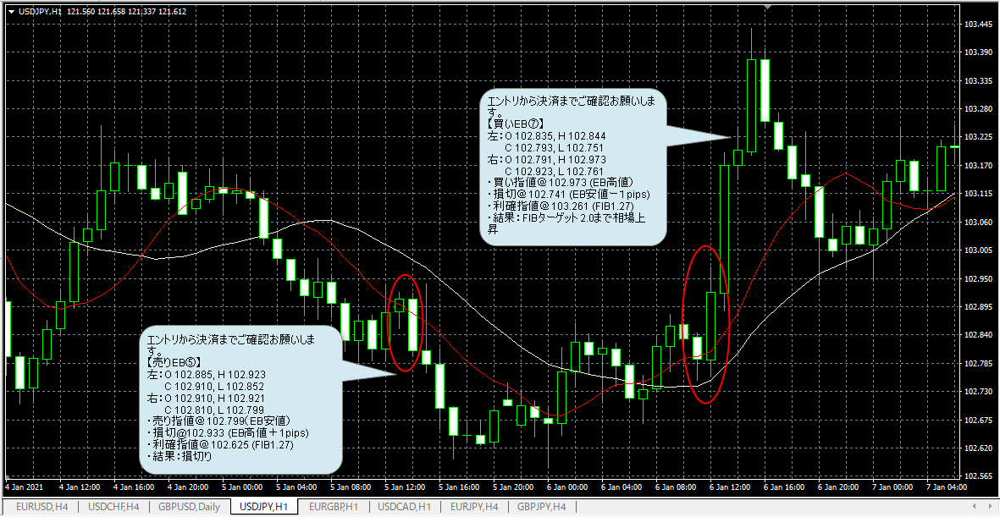 USDJPY,H1 121.560 121.658 121.337 121.612
103.445
103.390
103.335
103.280
103.225
103.170
103.115
103.060
103.005
102.950
102.895
102.840
102.785
102.730
102.675
102.620
102.565
エントリから決済までご確認お願いしま
す。
【買いEB⑦】
左:O 102.835, H 102.844
C 102.793, L 102.751
右:O 102.791, H 102.973
C 102.923, L 102.761
・買い指値@102.973 (EB高値)
・損切@102.741 (EB安値-1pips)
・利確指値@103.261 (FIB1.27)
・結果:FIBターゲット2.0まで相場上
昇
エントリから決済までご確認お願いしま
す。
【売りEB⑤】
左:O 102.885, H 102.923
C 102.910, L 102.852
右:O 102.910, H 102.921
C 102.810, L 102.799
・売り指値@102.799(EB安値)
・損切@102.933 (EB高値+1pips)
・利確指値@102.625 (FIB1.27)
・結果:損切り
4 Jan 2021 4 Jan 12:00 4 Jan 16:00 4 Jan 20:00 5 Jan 00:00 5 Jan 04:00 5 Jan 08:00 5 Jan 12:00 5 Jan 16:00 5 Jan 20:00 6 Jan 00:00 6 Jan 04:00 6 Jan 08:00 6 Jan 12:00 6 Jan 16:00 6 Jan 20:00 7 Jan 00:00 7 Jan 04:00
EURUSD,H4 USDCHF,H4 GBPUSD,Daily USDJPY,H1 EURGBP,H1 USDCAD,H1 EURJPY,H4 GBPJPY,H4